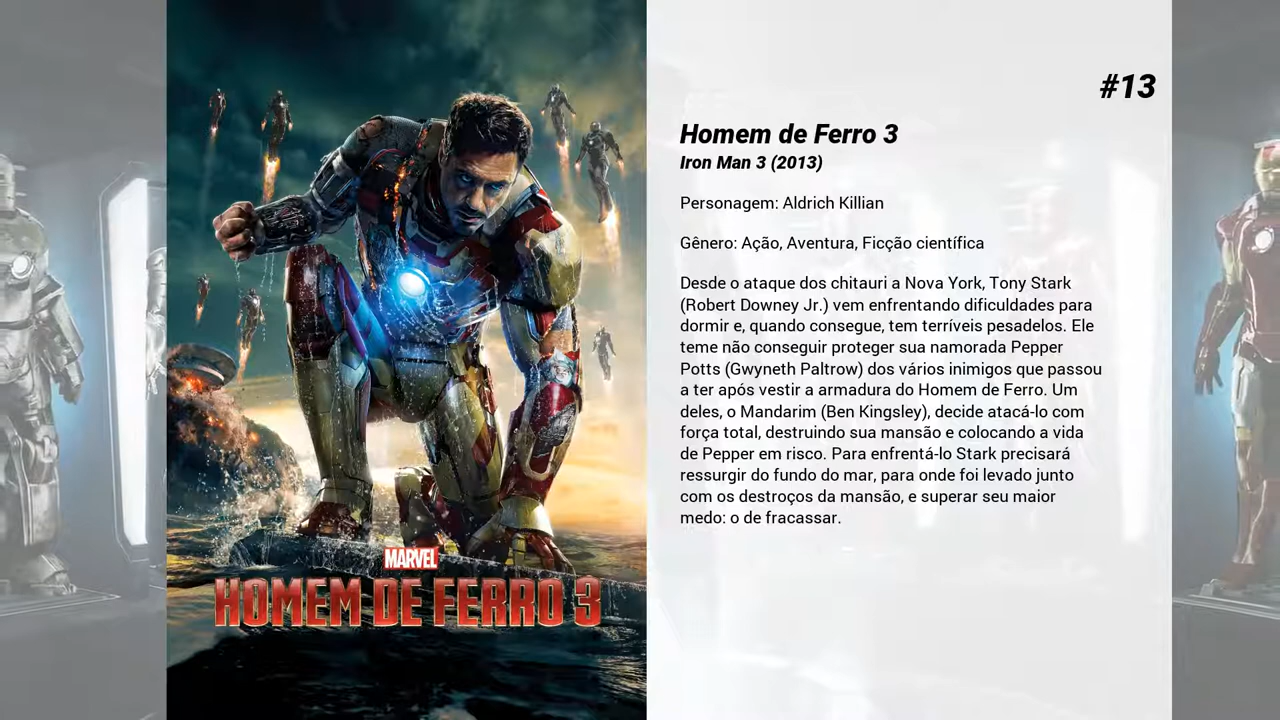 MARVEL
HOMEM DE FERRO 3
#13
Homem de Ferro 3
Iron Man 3 (2013)
Personagem: Aldrich Killian
Gênero: Ação, Aventura, Ficção científica
Desde o ataque dos chitauri a Nova York, Tony Stark
(Robert Downey Jr.) vem enfrentando dificuldades para
dormir e, quando consegue, tem terríveis pesadelos. Ele
teme não conseguir proteger sua namorada Pepper
Potts (Gwyneth Paltrow) dos vários inimigos que passou
a ter após vestir a armadura do Homem de Ferro. Um
deles, o Mandarim (Ben Kingsley), decide atacá-lo com
força total, destruindo sua mansão e colocando a vida
de Pepper em risco. Para enfrentá-lo Stark precisará
ressurgir do fundo do mar, para onde foi levado junto
com os destroços da mansão, e superar seu maior
medo: o de fracassar.